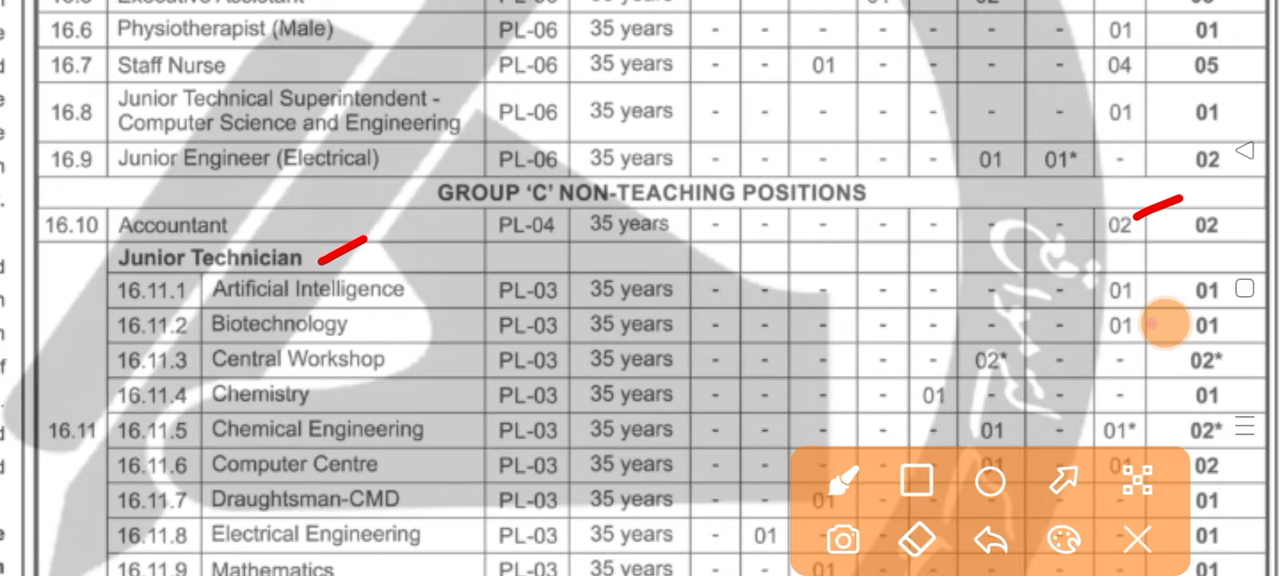 16.6 Physiotherapist (Male) PL-06 35 years - - - - - - - 01 01
16.7 Staff Nurse PL-06 35 years - - 01 - - - - 04 05
16.8 Junior Technical Superintendent - Computer Science and Engineering PL-06 35 years - - - - - - - 01 01
16.9 Junior Engineer (Electrical) PL-06 35 years - - - - - 01 01* - 02
GROUP ‘C’ NON-TEACHING POSITIONS
16.10 Accountant PL-04 35 years - - - - - - - 02 02
Junior Technician
16.11
16.11.1 Artificial Intelligence PL-03 35 years - - - - - - - 01 01
16.11.2 Biotechnology PL-03 35 years - - - - - - - 01 01
16.11.3 Central Workshop PL-03 35 years - - - - - 02* - - 02*
16.11.4 Chemistry PL-03 35 years - - - - 01 - - - 01
16.11.5 Chemical Engineering PL-03 35 years - - - - - 01 - 01* 02*
16.11.6 Computer Centre PL-03 35 years - - 02
16.11.7 Draughtsman-CMD PL-03 35 years - - 01 01
16.11.8 Electrical Engineering PL-03 35 years - 01 01
16.11.9 Mathematics PL-03 35 years - - 01 01